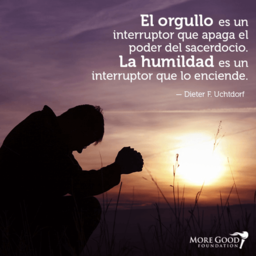 El orgullo es un
interruptor que apaga el
poder del sacerdocio.
La humildad es un
interruptor que lo enciende.
— Dieter F. Uchtdorf
MORE GOOD
FOUNDATION